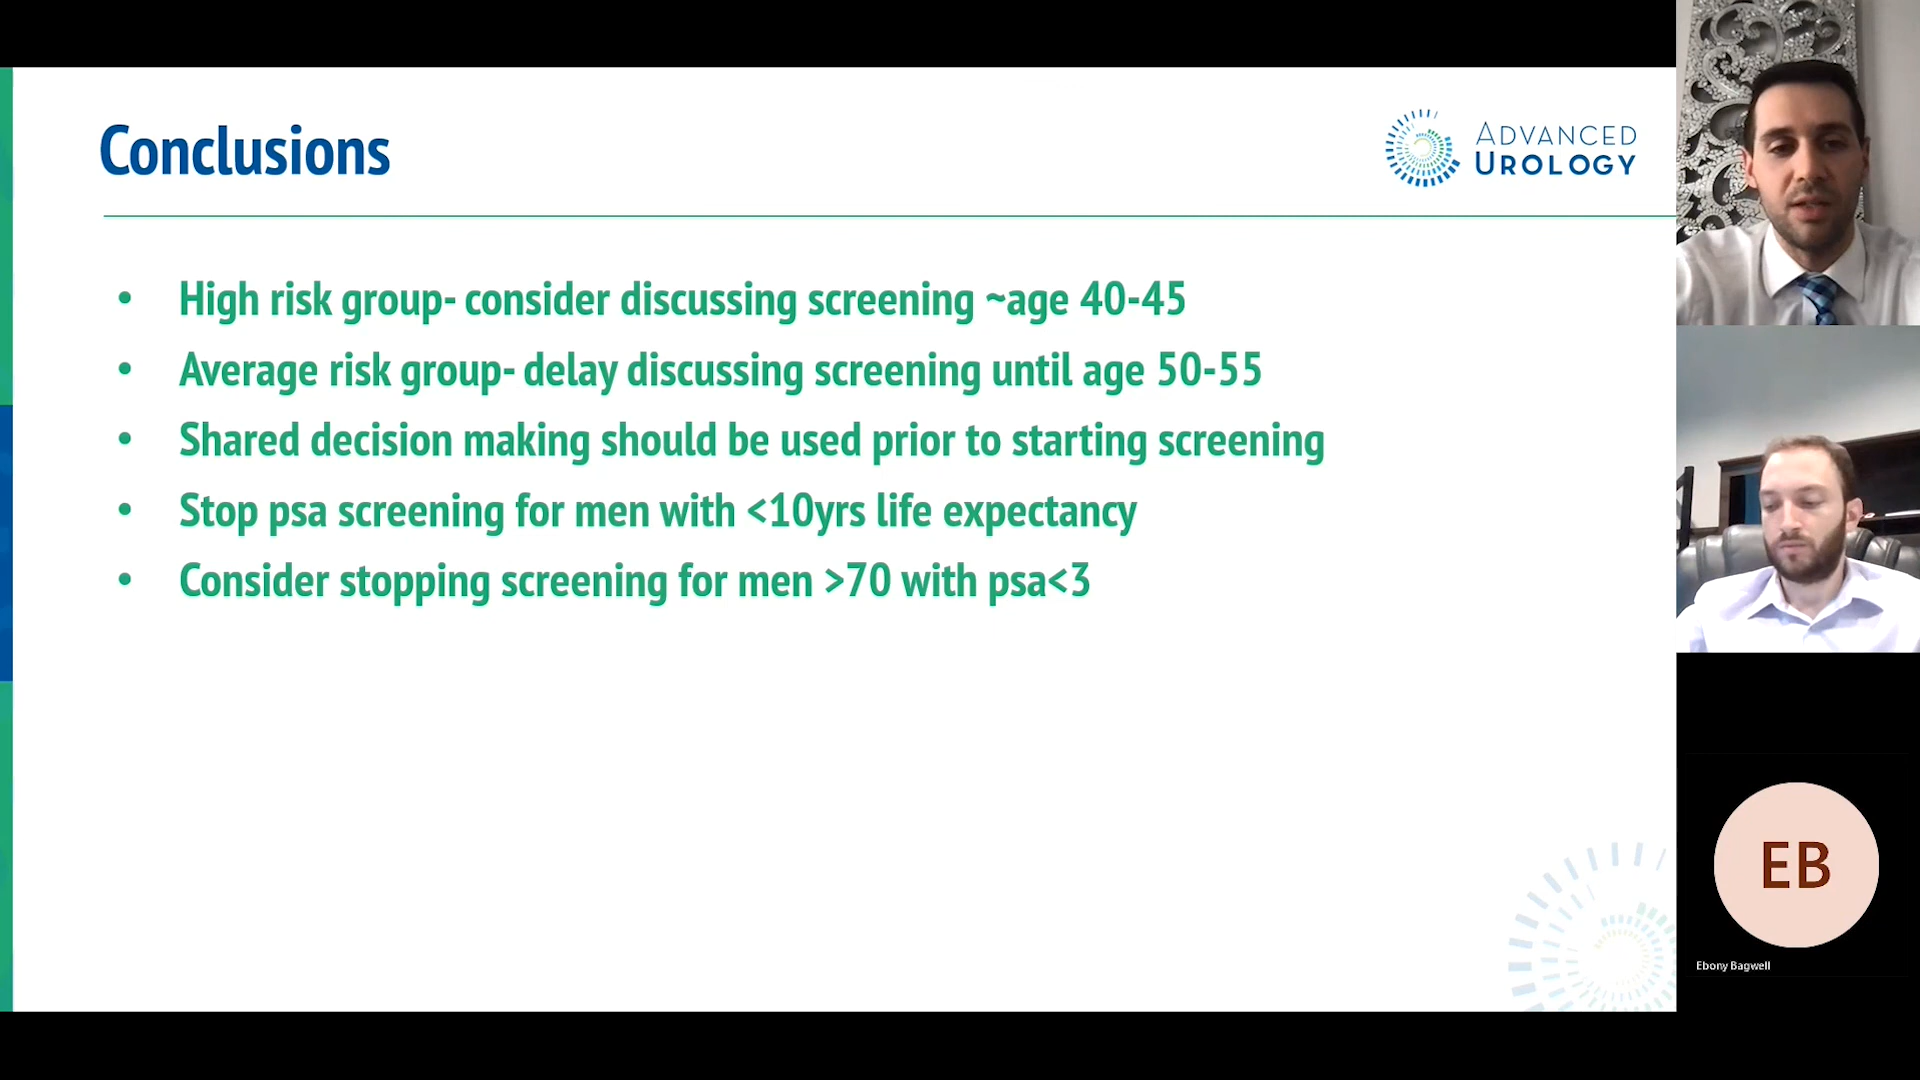 Conclusions
ADVANCED
UROLOGY
• High risk group- consider discussing screening ~age 40-45
• Average risk group- delay discussing screening until age 50-55
• Shared decision making should be used prior to starting screening
• Stop psa screening for men with <10yrs life expectancy
• Consider stopping screening for men >70 with psa<3
EB
Ebony Bagwell